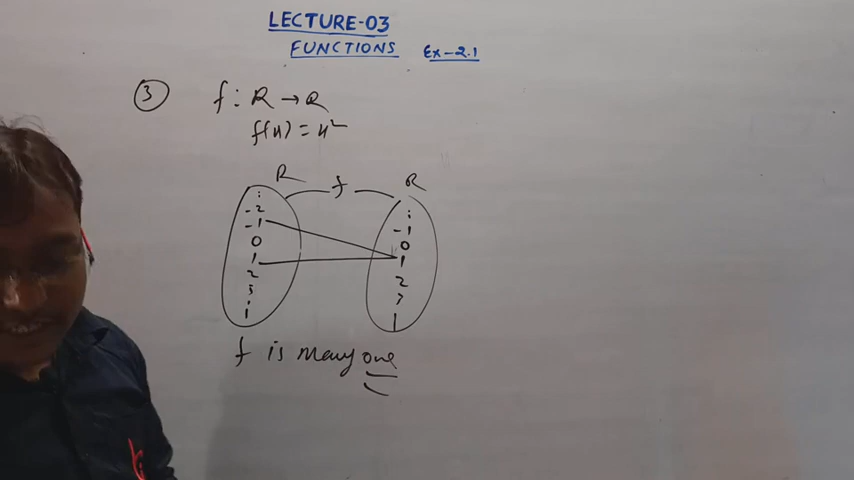 LECTURE-03
FUNCTIONS Ex-2.1
3 f: R → R
f(x) = x²
R f R
-2
-1 -1
0 0
1 1
2 2
3 3
f is many one